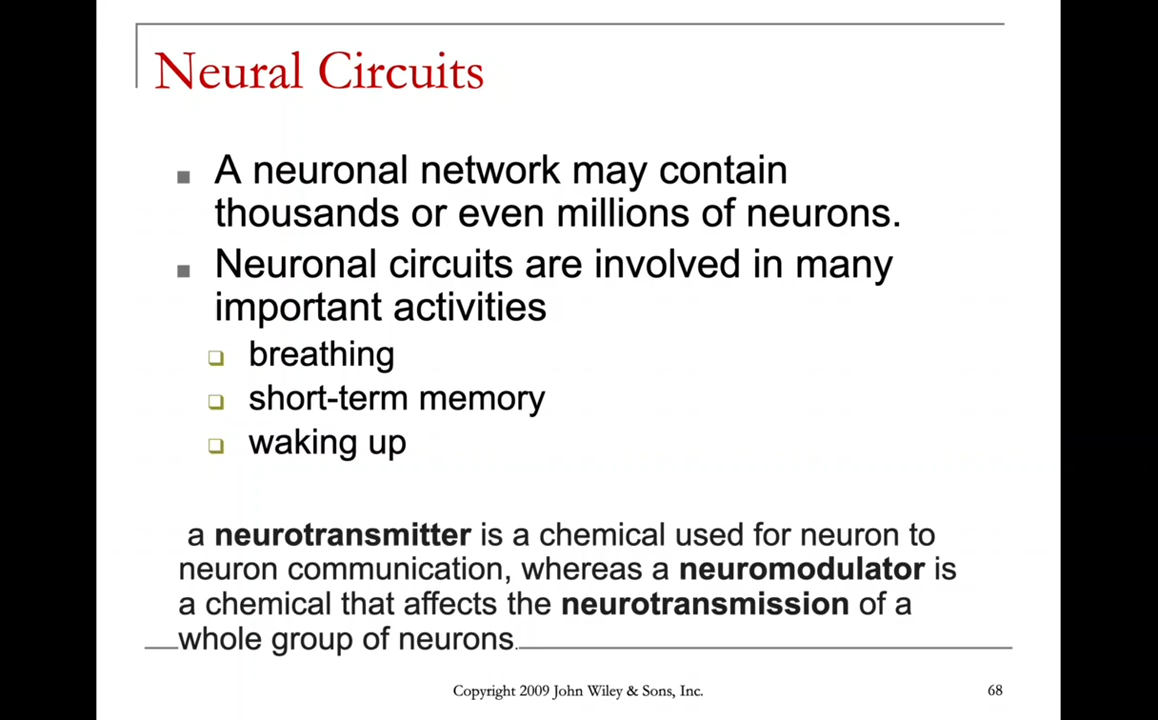 Neural Circuits
A neuronal network may contain
thousands or even millions of neurons.
Neuronal circuits are involved in many
important activities
breathing
short-term memory
waking up
a neurotransmitter is a chemical used for neuron to
neuron communication, whereas a neuromodulator is
a chemical that affects the neurotransmission of a
whole group of neurons.
Copyright 2009 John Wiley & Sons, Inc.
68